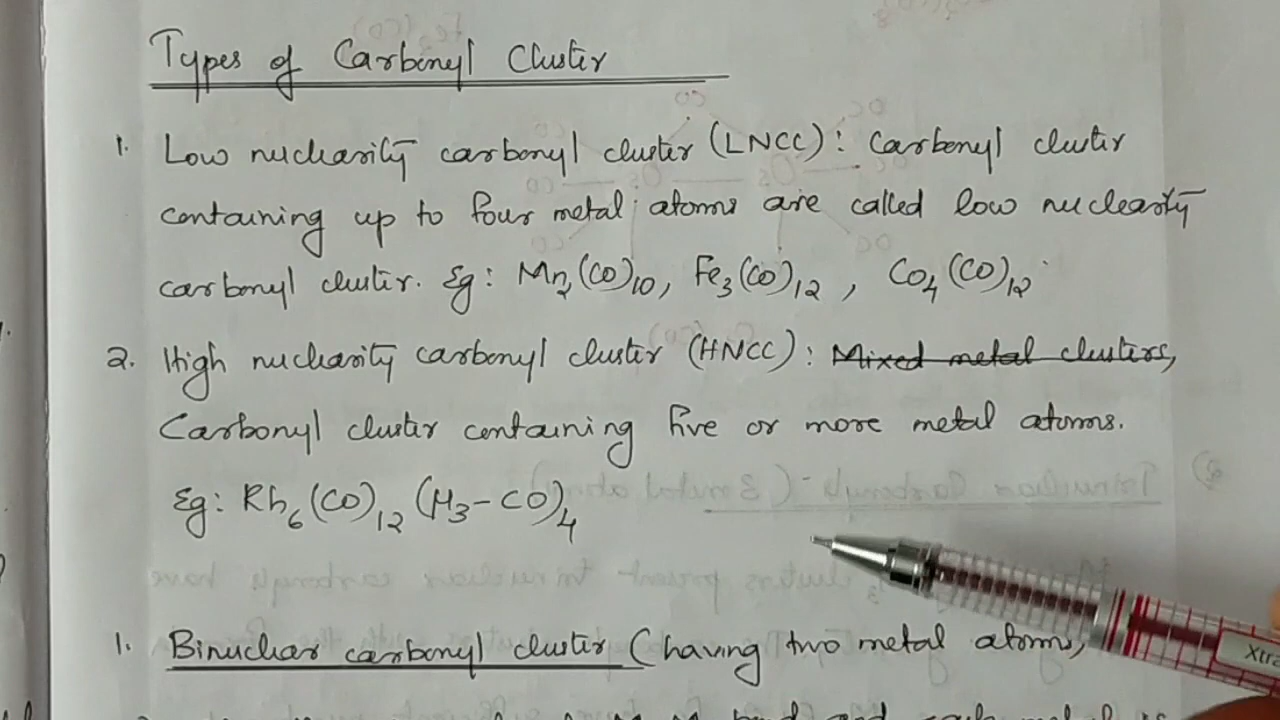 Types of Carbonyl Cluster
1. Low nuclearity carbonyl cluster (LNCC): Carbonyl cluster
containing up to four metal atoms are called low nuclearity
carbonyl cluster. Eg: Mn₂(CO)₁₀, Fe₃(CO)₁₂, Co₄(CO)₁₂
2. High nuclearity carbonyl cluster (HNCC): Mixed metal clusters,
Carbonyl cluster containing five or more metal atoms.
Eg: Rh₆(CO)₁₂ (μ₃-CO)₄
1. Binuclear carbonyl cluster (having two metal atoms,
Xtra